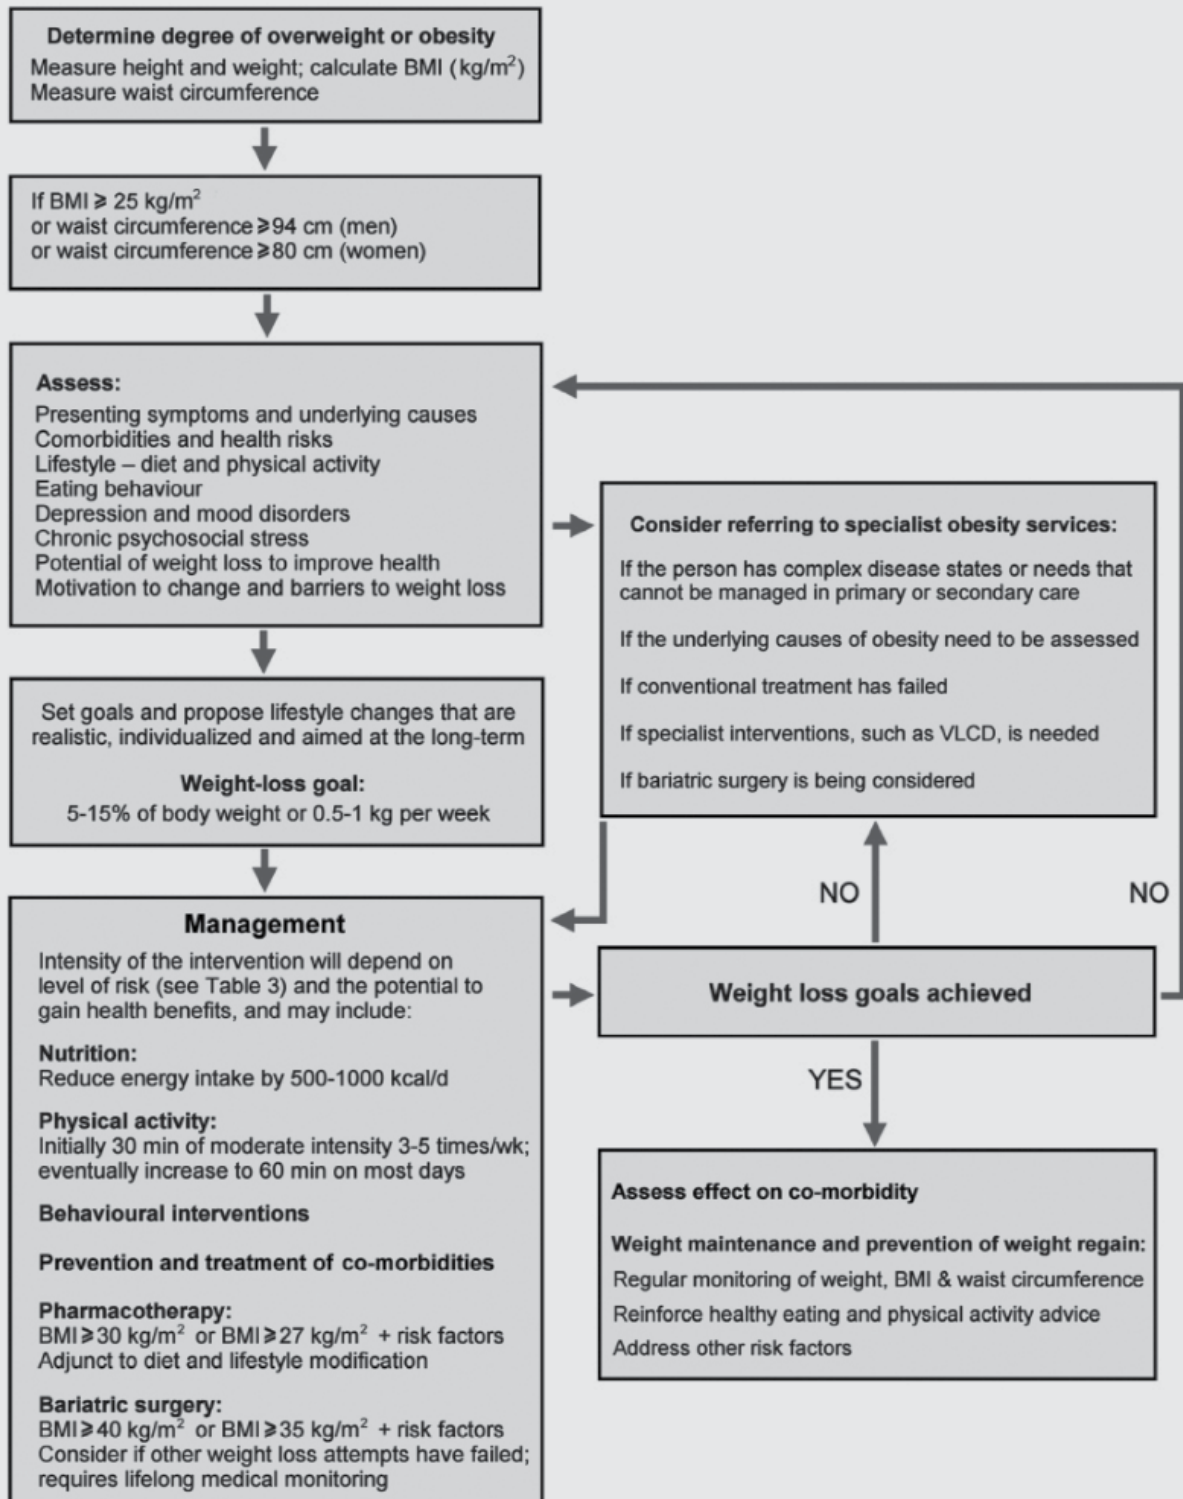 Determine degree of overweight or obesity
Measure height and weight; calculate BMI (kg/m²)
Measure waist circumference
If BMI ⩾ 25 kg/m²
or waist circumference ⩾94 cm (men)
or waist circumference ⩾80 cm (women)
Assess:
Presenting symptoms and underlying causes
Comorbidities and health risks
Lifestyle – diet and physical activity
Eating behaviour
Depression and mood disorders
Chronic psychosocial stress
Potential of weight loss to improve health
Motivation to change and barriers to weight loss
Consider referring to specialist obesity services:
If the person has complex disease states or needs that
cannot be managed in primary or secondary care
If the underlying causes of obesity need to be assessed
If conventional treatment has failed
If specialist interventions, such as VLCD, is needed
If bariatric surgery is being considered
Set goals and propose lifestyle changes that are
realistic, individualized and aimed at the long-term
Weight-loss goal:
5-15% of body weight or 0.5-1 kg per week
Management
Intensity of the intervention will depend on
level of risk (see Table 3) and the potential to
gain health benefits, and may include:
Nutrition:
Reduce energy intake by 500-1000 kcal/d
Physical activity:
Initially 30 min of moderate intensity 3-5 times/wk;
eventually increase to 60 min on most days
Behavioural interventions
Prevention and treatment of co-morbidities
Pharmacotherapy:
BMI⩾30 kg/m² or BMI⩾27 kg/m² + risk factors
Adjunct to diet and lifestyle modification
Bariatric surgery:
BMI⩾40 kg/m² or BMI⩾35 kg/m² + risk factors
Consider if other weight loss attempts have failed;
requires lifelong medical monitoring
NO
NO
Weight loss goals achieved
YES
Assess effect on co-morbidity
Weight maintenance and prevention of weight regain:
Regular monitoring of weight, BMI & waist circumference
Reinforce healthy eating and physical activity advice
Address other risk factors